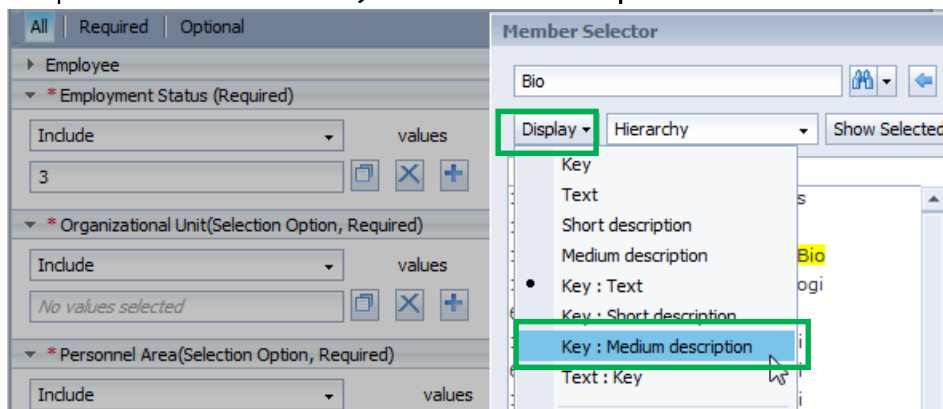 All Required Optional
Employee
* Employment Status (Required)
Include values
3
* Organizational Unit(Selection Option, Required)
Include values
No values selected
* Personnel Area(Selection Option, Required)
Include values
Member Selector
Bio
Display Hierarchy Show Selected
Key
Text
Short description
Medium description
Bio
Key : Text
ogi
Key : Short description
Key : Medium description
Text : Key